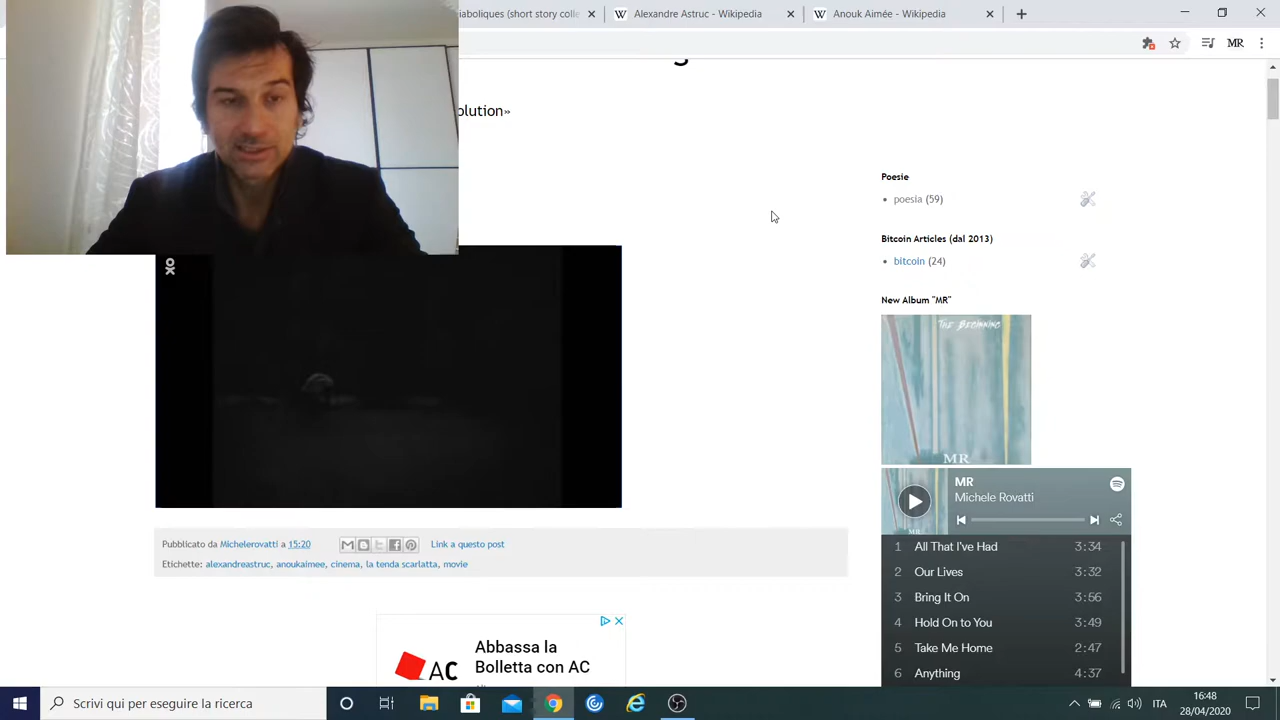 iaboliques (short story colle
Alexandre Astruc - Wikipedia
Anouk Aimée - Wikipedia
MR
olution»
Poesie
poesia (59)
Bitcoin Articles (dal 2013)
bitcoin (24)
New Album "MR"
THE BEGINNING
MR
MR
Michele Rovatti
1 All That I've Had 3:34
2 Our Lives 3:32
3 Bring It On 3:56
4 Hold On to You 3:49
5 Take Me Home 2:47
6 Anything 4:37
Pubblicato da Michelerovatti a 15:20
Link a questo post
Etichette: alexandreastruc, anoukaimee, cinema, la tenda scarlatta, movie
Abbassa la
Bolletta con AC
AC
Scrivi qui per eseguire la ricerca
ITA
16:48
28/04/2020